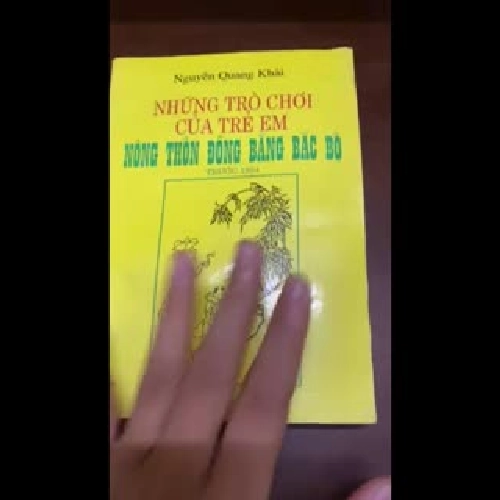 Nguyễn Quang Khải
NHỮNG TRÒ CHƠI
CỦA TRẺ EM
NÔNG THÔN ĐỒNG BẰNG BẮC BỘ